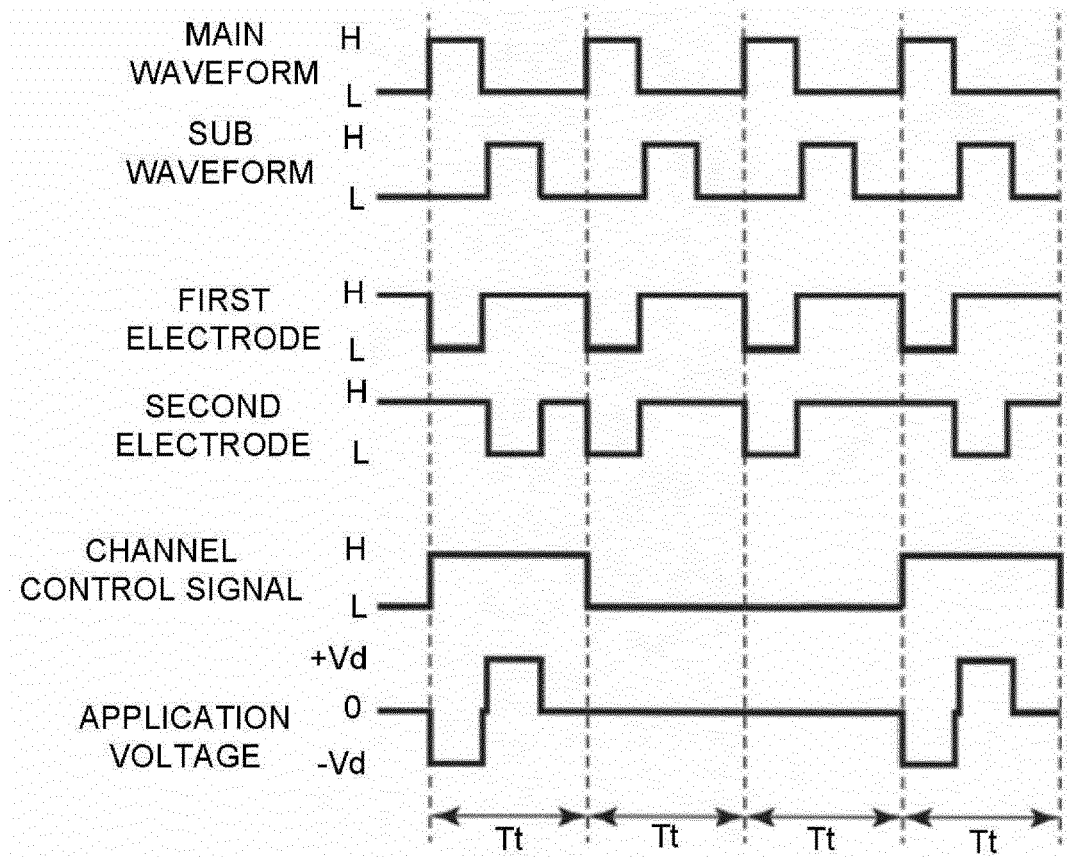 MAIN
WAVEFORM
H
L
SUB
WAVEFORM
H
L
FIRST
ELECTRODE
H
L
SECOND
ELECTRODE
H
L
CHANNEL
CONTROL SIGNAL
H
L
APPLICATION
VOLTAGE
+Vd
0
-Vd
Tt
Tt
Tt
Tt